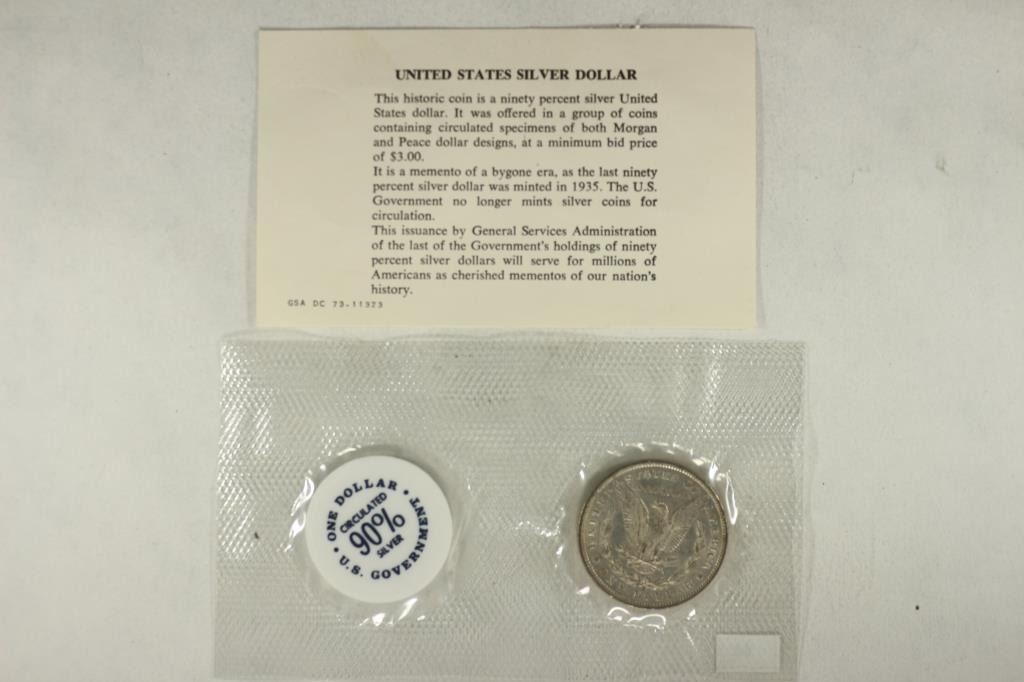 UNITED STATES SILVER DOLLAR
This historic coin is a ninety percent silver United
States dollar. It was offered in a group of coins
containing circulated specimens of both Morgan
and Peace dollar designs, at a minimum bid price
of $3.00.
It is a memento of a bygone era, as the last ninety
percent silver dollar was minted in 1935. The U.S.
Government no longer mints silver coins for
circulation.
This issuance by General Services Administration
of the last of the Government's holdings of ninety
percent silver dollars will serve for millions of
Americans as cherished mementos of our nation's
history.
GSA DC 73-11923
• ONE DOLLAR •
CIRCULATED
90%
SILVER
U.S. GOVERNMENT